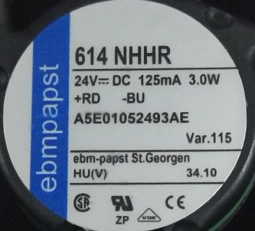 ebmpapst
614 NHHR
24V⎓DC 125mA 3.0W
+RD -BU
A5E01052493AE
Var.115
ebm-papst St.Georgen
HU(V) 34.10
ZP